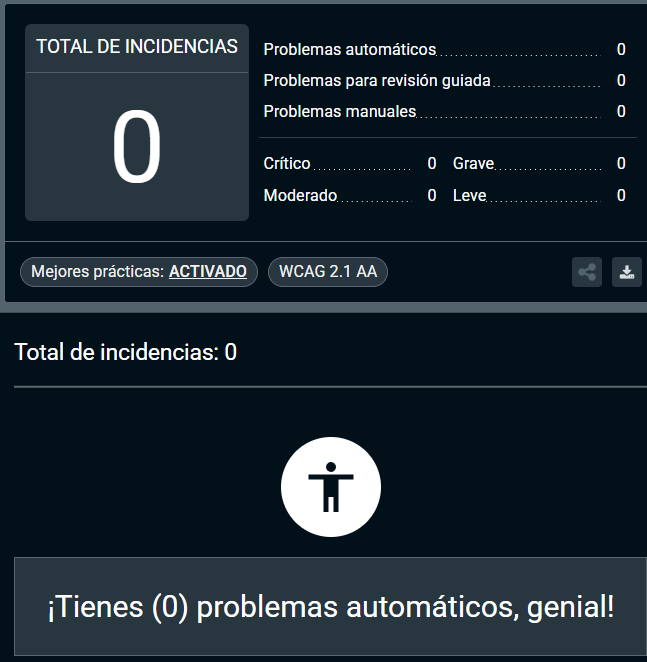 TOTAL DE INCIDENCIAS
0
Problemas automáticos 0
Problemas para revisión guiada 0
Problemas manuales 0
Crítico 0 Grave 0
Moderado 0 Leve 0
Mejores prácticas: ACTIVADO WCAG 2.1 AA
Total de incidencias: 0
¡Tienes (0) problemas automáticos, genial!